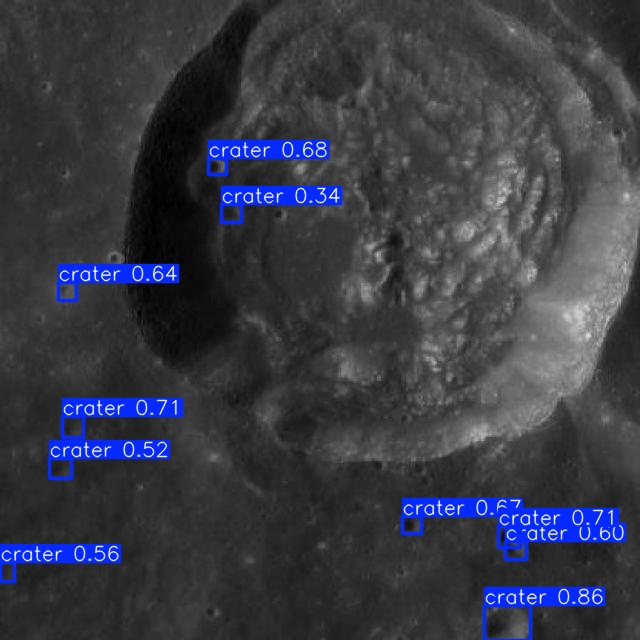 crater 0.68
crater 0.34
crater 0.64
crater 0.71
crater 0.52
crater 0.67
crater 0.71
crater 0.60
crater 0.56
crater 0.86